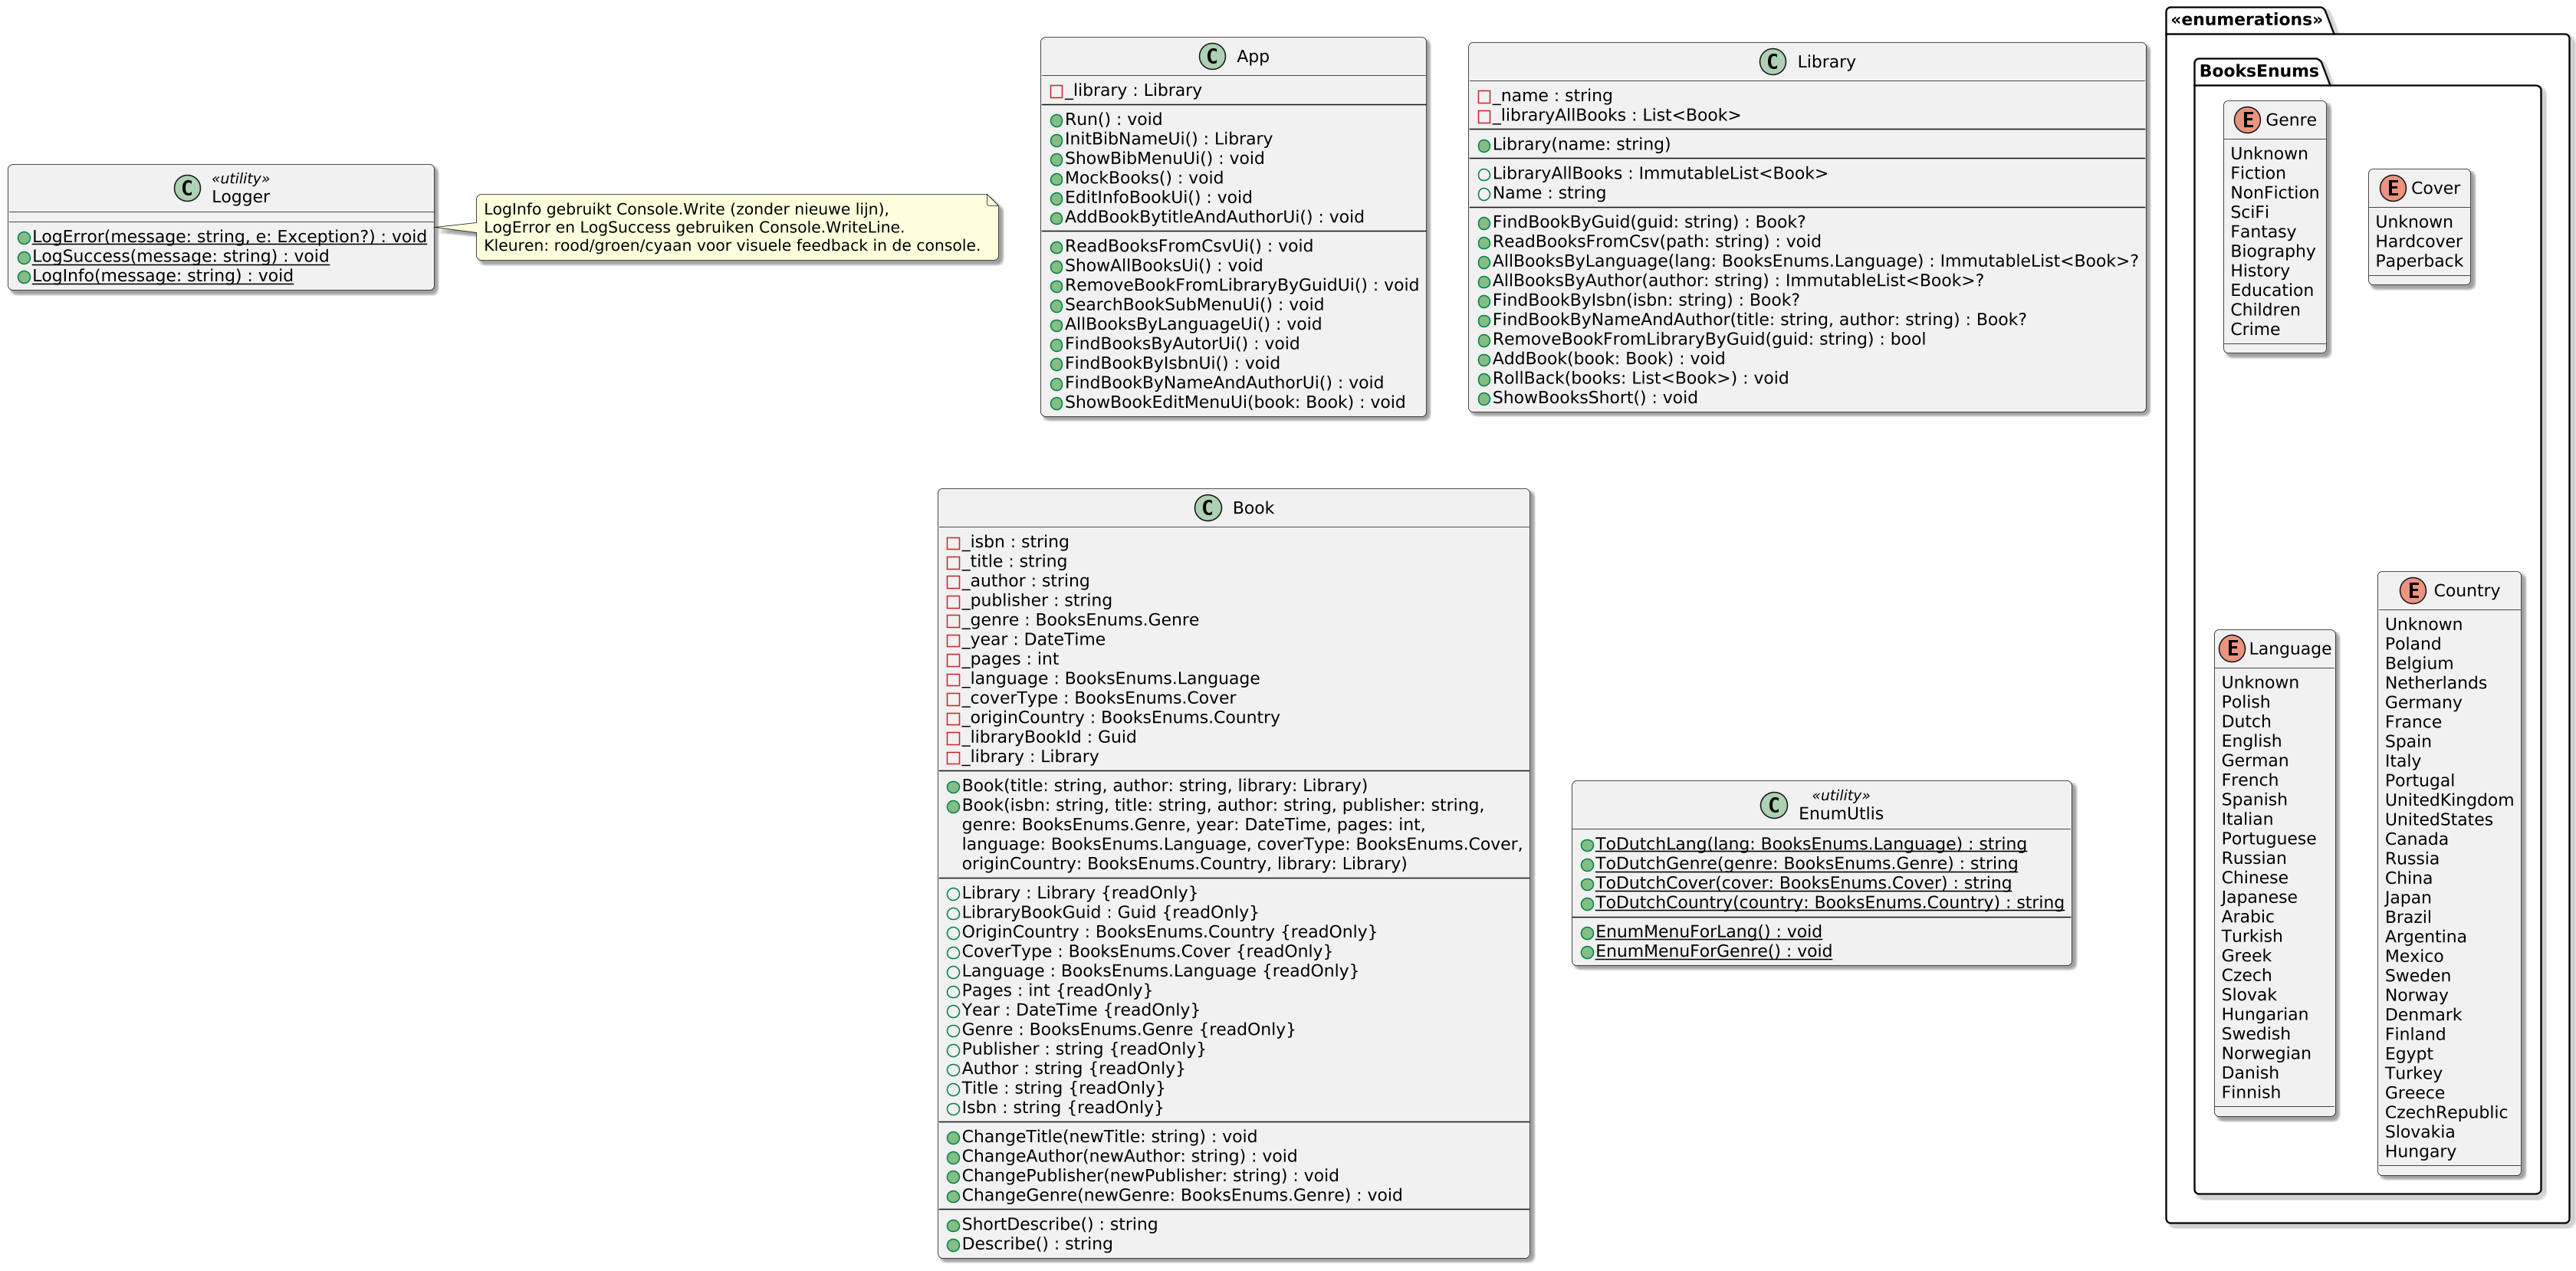 «utility»
Logger
LogError(message: string, e: Exception?) : void
LogSuccess(message: string) : void
LogInfo(message: string) : void
LogInfo gebruikt Console.Write (zonder nieuwe lijn),
LogError en LogSuccess gebruiken Console.WriteLine.
Kleuren: rood/groen/cyaan voor visuele feedback in de console.
C App
_library : Library
Run() : void
InitBibNameUi() : Library
ShowBibMenuUi() : void
MockBooks() : void
EditInfoBookUi() : void
AddBookBytitleAndAuthorUi() : void
ReadBooksFromCsvUi() : void
ShowAllBooksUi() : void
RemoveBookFromLibraryByGuidUi() : void
SearchBookSubMenuUi() : void
AllBooksByLanguageUi() : void
FindBooksByAutorUi() : void
FindBookByIsbnUi() : void
FindBookByNameAndAuthorUi() : void
ShowBookEditMenuUi(book: Book) : void
C Library
_name : string
_libraryAllBooks : List<Book>
Library(name: string)
LibraryAllBooks : ImmutableList<Book>
Name : string
FindBookByGuid(guid: string) : Book?
ReadBooksFromCsv(path: string) : void
AllBooksByLanguage(lang: BooksEnums.Language) : ImmutableList<Book>?
AllBooksByAuthor(author: string) : ImmutableList<Book>?
FindBookByIsbn(isbn: string) : Book?
FindBookByNameAndAuthor(title: string, author: string) : Book?
RemoveBookFromLibraryByGuid(guid: string) : bool
AddBook(book: Book) : void
RollBack(books: List<Book>) : void
ShowBooksShort() : void
«enumerations»
BooksEnums
E Genre
Unknown
Fiction
NonFiction
SciFi
Fantasy
Biography
History
Education
Children
Crime
E Cover
Unknown
Hardcover
Paperback
C Book
_isbn : string
_title : string
_author : string
_publisher : string
_genre : BooksEnums.Genre
_year : DateTime
_pages : int
_language : BooksEnums.Language
_coverType : BooksEnums.Cover
_originCountry : BooksEnums.Country
_libraryBookId : Guid
_library : Library
Book(title: string, author: string, library: Library)
Book(isbn: string, title: string, author: string, publisher: string,
genre: BooksEnums.Genre, year: DateTime, pages: int,
language: BooksEnums.Language, coverType: BooksEnums.Cover,
originCountry: BooksEnums.Country, library: Library)
Library : Library {readOnly}
LibraryBookGuid : Guid {readOnly}
OriginCountry : BooksEnums.Country {readOnly}
CoverType : BooksEnums.Cover {readOnly}
Language : BooksEnums.Language {readOnly}
Pages : int {readOnly}
Year : DateTime {readOnly}
Genre : BooksEnums.Genre {readOnly}
Publisher : string {readOnly}
Author : string {readOnly}
Title : string {readOnly}
Isbn : string {readOnly}
ChangeTitle(newTitle: string) : void
ChangeAuthor(newAuthor: string) : void
ChangePublisher(newPublisher: string) : void
ChangeGenre(newGenre: BooksEnums.Genre) : void
ShortDescribe() : string
Describe() : string
«utility»
C EnumUtlis
ToDutchLang(lang: BooksEnums.Language) : string
ToDutchGenre(genre: BooksEnums.Genre) : string
ToDutchCover(cover: BooksEnums.Cover) : string
ToDutchCountry(country: BooksEnums.Country) : string
EnumMenuForLang() : void
EnumMenuForGenre() : void
E Language
Unknown
Polish
Dutch
English
German
French
Spanish
Italian
Portuguese
Russian
Chinese
Japanese
Arabic
Turkish
Greek
Czech
Slovak
Hungarian
Swedish
Norwegian
Danish
Finnish
E Country
Unknown
Poland
Belgium
Netherlands
Germany
France
Spain
Italy
Portugal
UnitedKingdom
UnitedStates
Canada
Russia
China
Japan
Brazil
Argentina
Mexico
Sweden
Norway
Denmark
Finland
Egypt
Turkey
Greece
CzechRepublic
Slovakia
Hungary